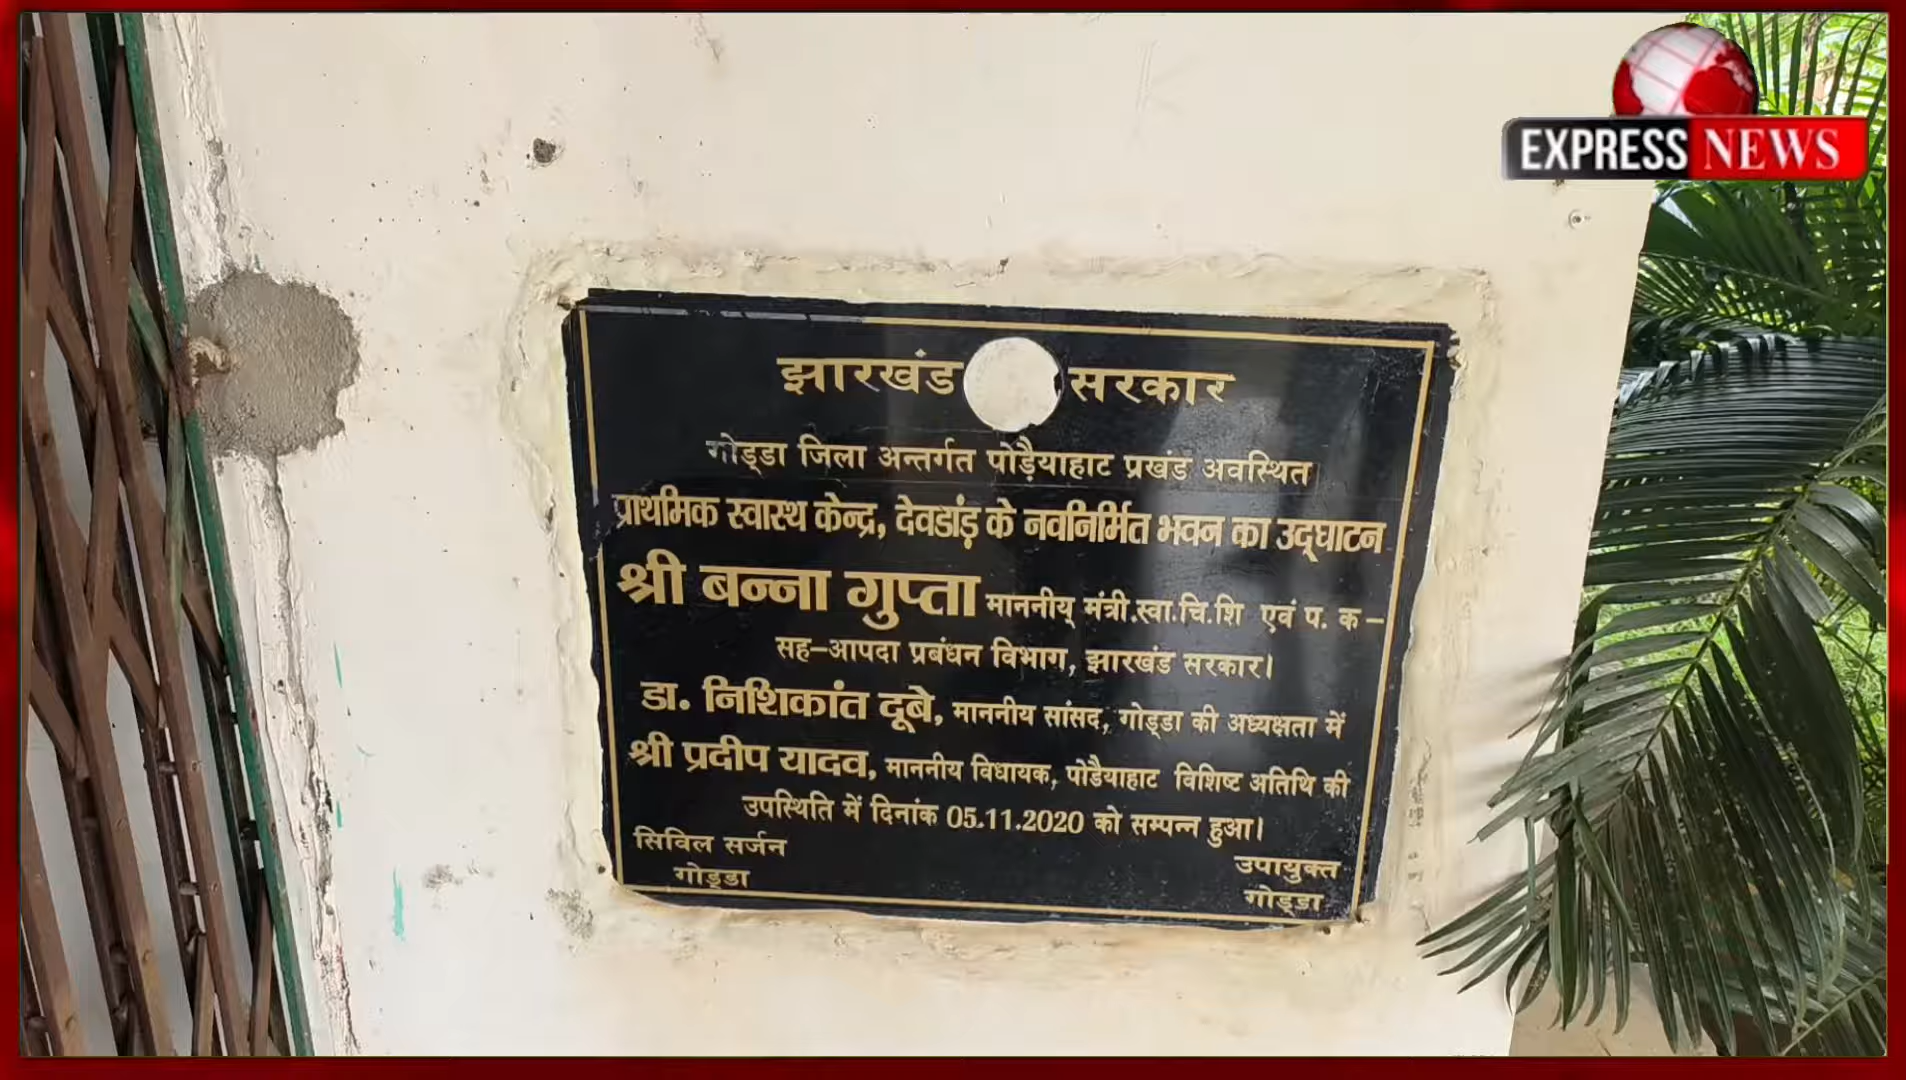 EXPRESS NEWS
झारखंड सरकार
गोड्डा जिला अन्तर्गत पोड़ैयाहाट प्रखंड अवस्थित
प्राथमिक स्वास्थ केन्द्र, देवडांड़ के नवनिर्मित भवन का उद्घाटन
श्री बन्ना गुप्ता माननीय् मंत्री.स्वा.चि.शि एवं प. क–
सह–आपदा प्रबंधन विभाग, झारखंड सरकार।
डा. निशिकांत दूबे, माननीय सांसद, गोड्डा की अध्यक्षता में
श्री प्रदीप यादव, माननीय विधायक, पोडैयाहाट विशिष्ट अतिथि की
उपस्थिति में दिनांक 05.11.2020 को सम्पन्न हुआ।
सिविल सर्जन
गोड्डा
उपायुक्त
गोड्डा